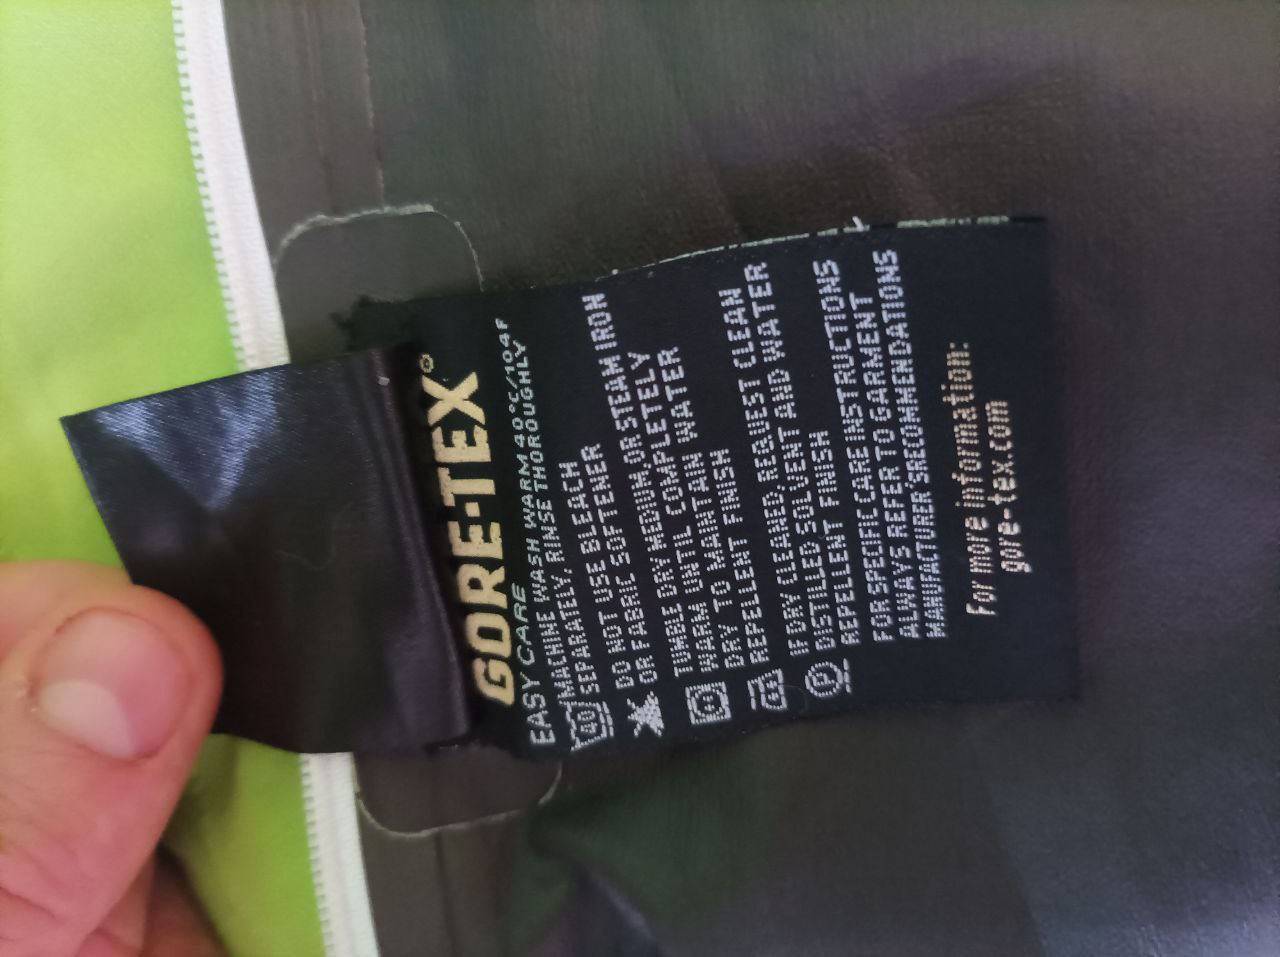 GORE-TEX®
EASY CARE WASH WARM 40°C/104F
MACHINE WASH WARM, RINSE THOROUGHLY
40
SEPARATELY. 
DO NOT USE BLEACH
OR FABRIC SOFTENER
TUMBLE DRY MEDIUM, OR STEAM IRON
WARM UNTIL COMPLETELY
DRY TO MAINTAIN WATER
REPELLENT FINISH
IF DRY CLEANED, REQUEST CLEAN
DISTILLED SOLVENT AND WATER
REPELLENT FINISH
P
FOR SPECIFIC CARE INSTRUCTIONS
ALWAYS REFER TO GARMENT
MANUFACTURER'S RECOMMENDATIONS
For more information:
gore-tex.com